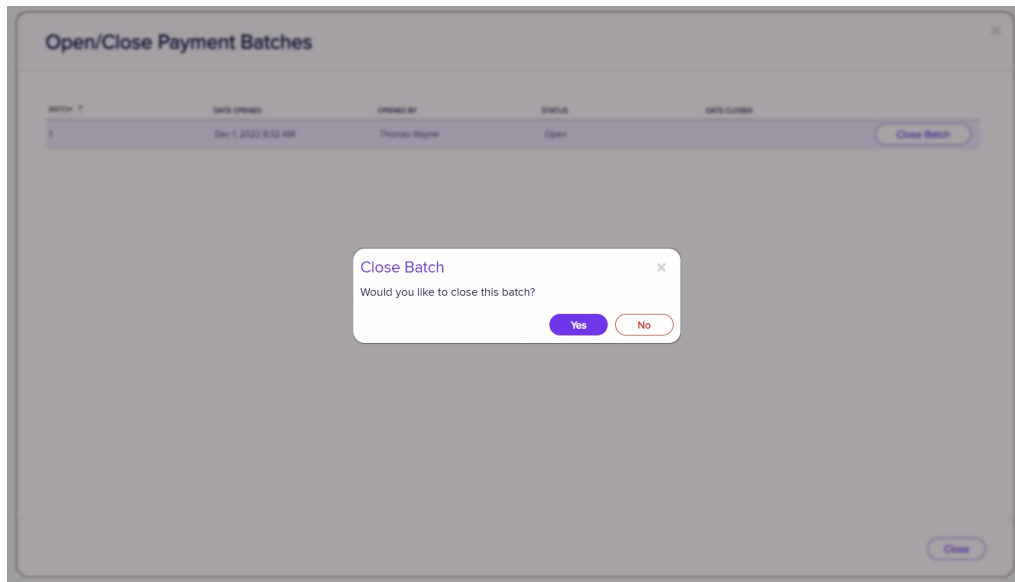 Open/Close Payment Batches
BATCH DATE OPENED OPENED BY STATUS DATE CLOSED
1 Dec 1, 2022 8:32 AM Thomas Wayne Open Close Batch
Close Batch
Would you like to close this batch?
Yes No
Close